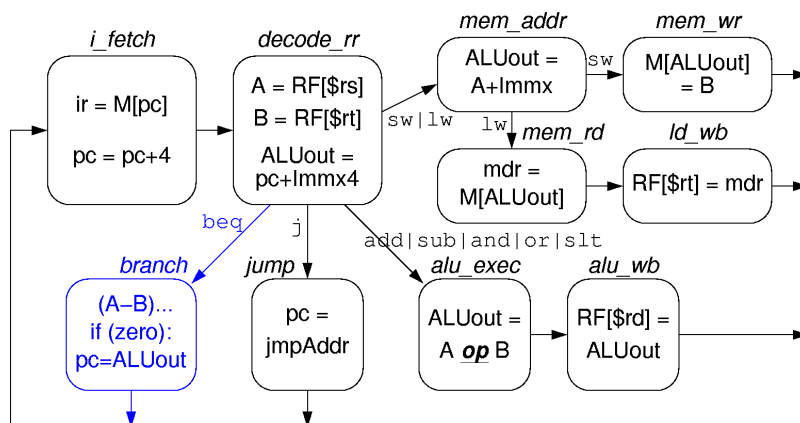 i_fetch
ir = M[pc]
pc = pc+4
decode_rr
A = RF[$rs]
B = RF[$rt]
ALUout =
pc+Immx4
sw|lw
mem_addr
ALUout =
A+Immx
sw
mem_wr
M[ALUout]
= B
lw
mem_rd
mdr =
M[ALUout]
ld_wb
RF[$rt] = mdr
beq
j
add|sub|and|or|slt
branch
(A−B)...
if (zero):
pc=ALUout
jump
pc =
jmpAddr
alu_exec
ALUout =
A op B
alu_wb
RF[$rd] =
ALUout